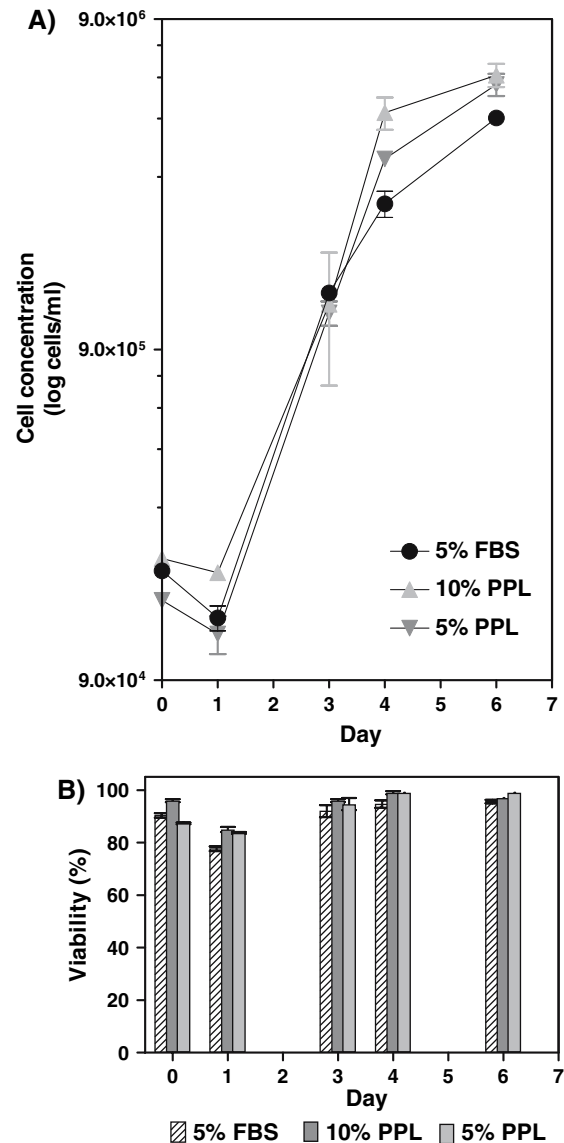 A)
9.0×10⁶
9.0×10⁵
9.0×10⁴
Cell concentration
(log cells/ml)
5% FBS
10% PPL
5% PPL
0 1 2 3 4 5 6 7
Day
B)
100
80
60
40
20
0
Viability (%)
0 1 2 3 4 5 6 7
Day
5% FBS 10% PPL 5% PPL